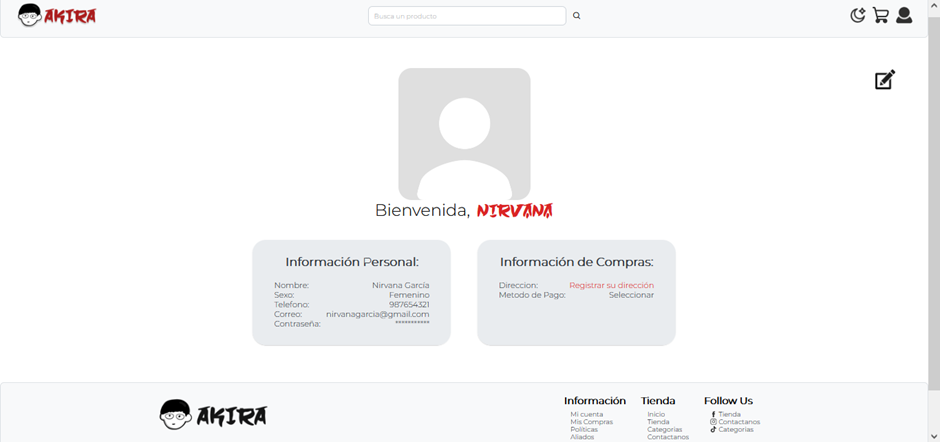 AKIRA
Busca un producto
Bienvenida, NIRVANA
Información Personal:
Nombre: Nirvana García
Sexo: Femenino
Telefono: 987654321
Correo: nirvanagarcia@gmail.com
Contraseña: ***********
Información de Compras:
Direccion: Registrar su dirección
Metodo de Pago: Seleccionar
AKIRA
Información
Mi cuenta
Mis Compras
Políticas
Aliados
Tienda
Inicio
Tienda
Categorias
Contactanos
Follow Us
Tienda
Contactanos
Categorias